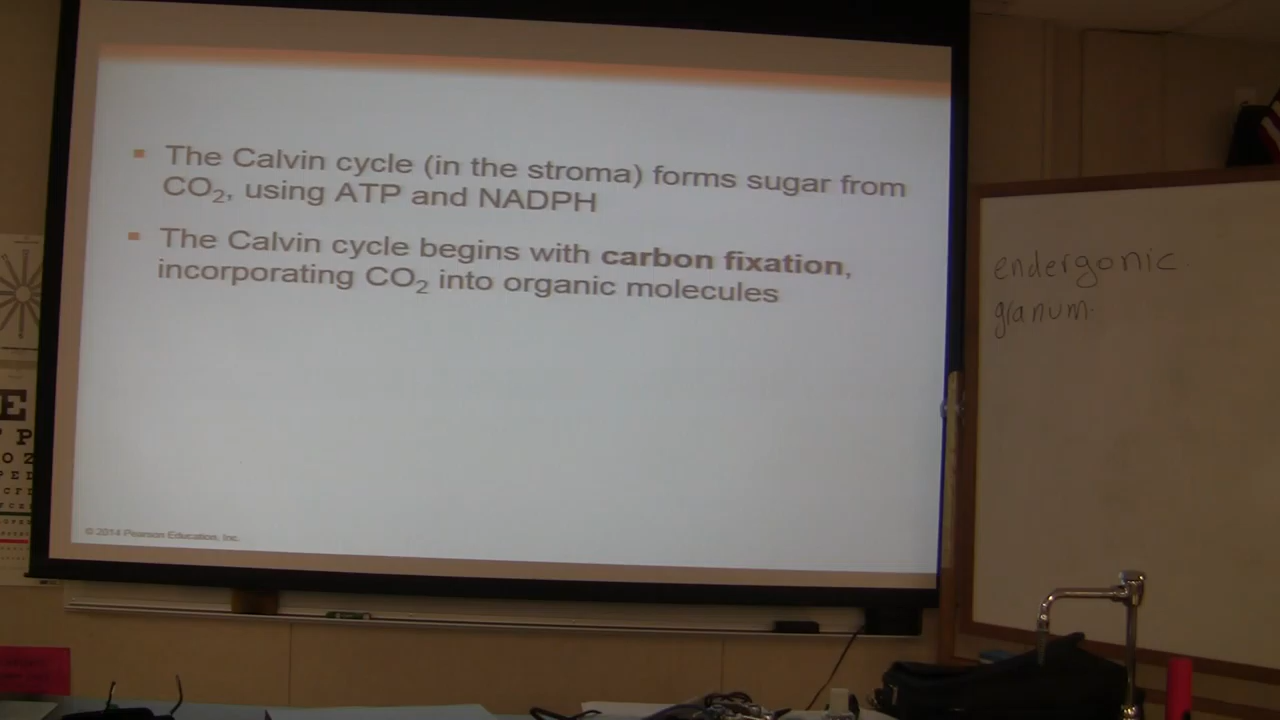 The Calvin cycle (in the stroma) forms sugar from
CO₂, using ATP and NADPH
The Calvin cycle begins with carbon fixation,
incorporating CO₂ into organic molecules
© 2014 Pearson Education, Inc.
endergonic
granum
E
P
O Z
P E D